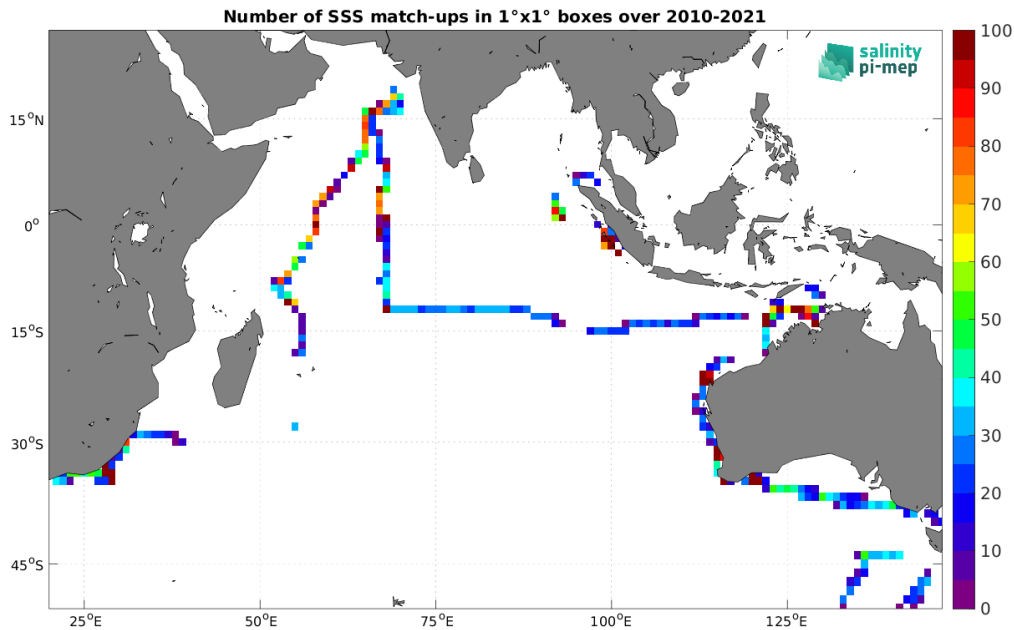 Number of SSS match-ups in 1°x1° boxes over 2010-2021
salinity
pi-mep
15°N
0°
15°S
30°S
45°S
25°E
50°E
75°E
100°E
125°E
100
90
80
70
60
50
40
30
20
10
0